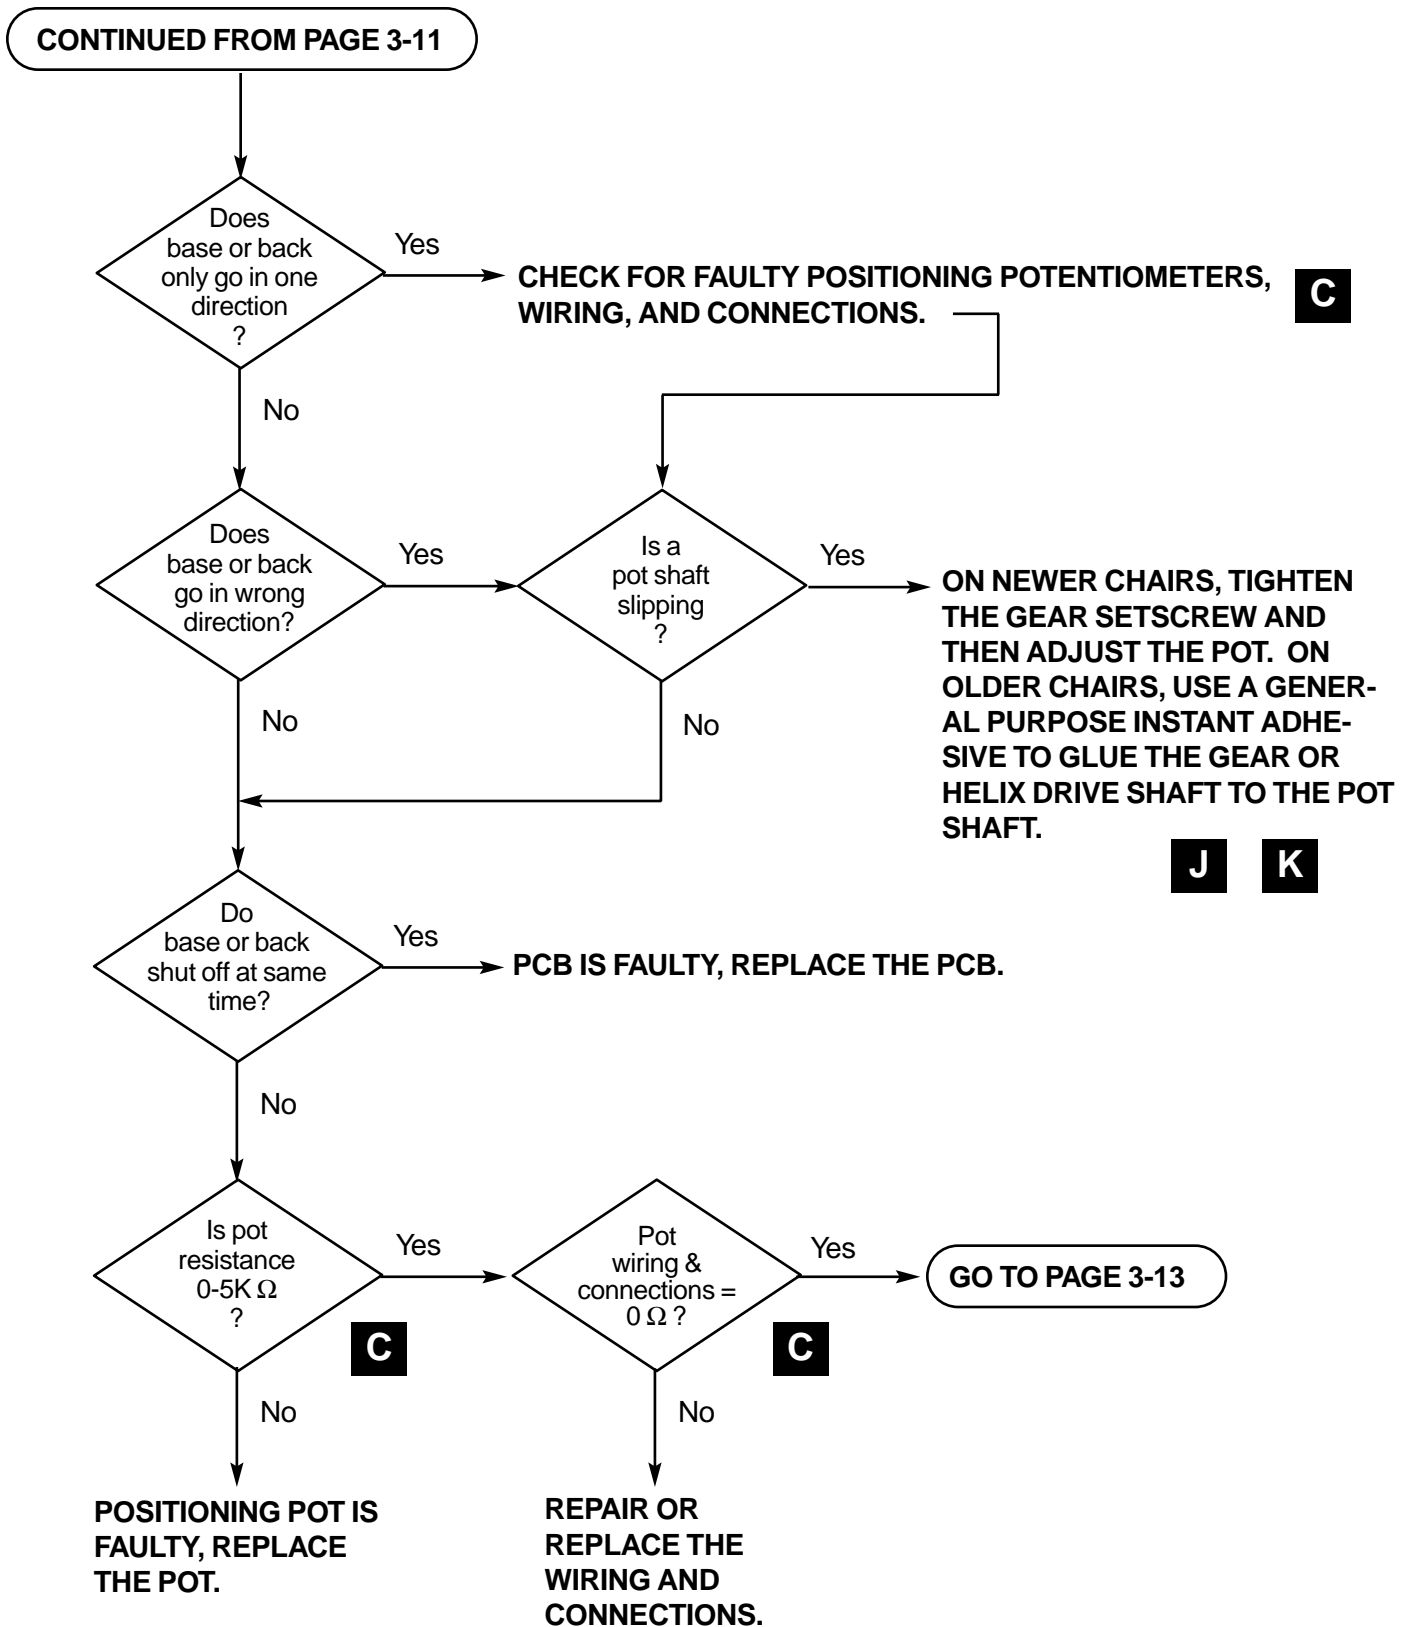 CONTINUED FROM PAGE 3-11
Does
base or back
only go in one
direction
?
Yes
CHECK FOR FAULTY POSITIONING POTENTIOMETERS,
WIRING, AND CONNECTIONS.
C
No
Does
base or back
go in wrong
direction?
Yes
Is a
pot shaft
slipping
?
Yes
ON NEWER CHAIRS, TIGHTEN
THE GEAR SETSCREW AND
THEN ADJUST THE POT. ON
OLDER CHAIRS, USE A GENER-
AL PURPOSE INSTANT ADHE-
SIVE TO GLUE THE GEAR OR
HELIX DRIVE SHAFT TO THE POT
SHAFT.
J K
No
No
Do
base or back
shut off at same
time?
Yes
PCB IS FAULTY, REPLACE THE PCB.
No
Is pot
resistance
0-5K Ω
?
Yes
C
Pot
wiring &
connections =
0 Ω ?
Yes
C
GO TO PAGE 3-13
No
No
POSITIONING POT IS
FAULTY, REPLACE
THE POT.
REPAIR OR
REPLACE THE
WIRING AND
CONNECTIONS.